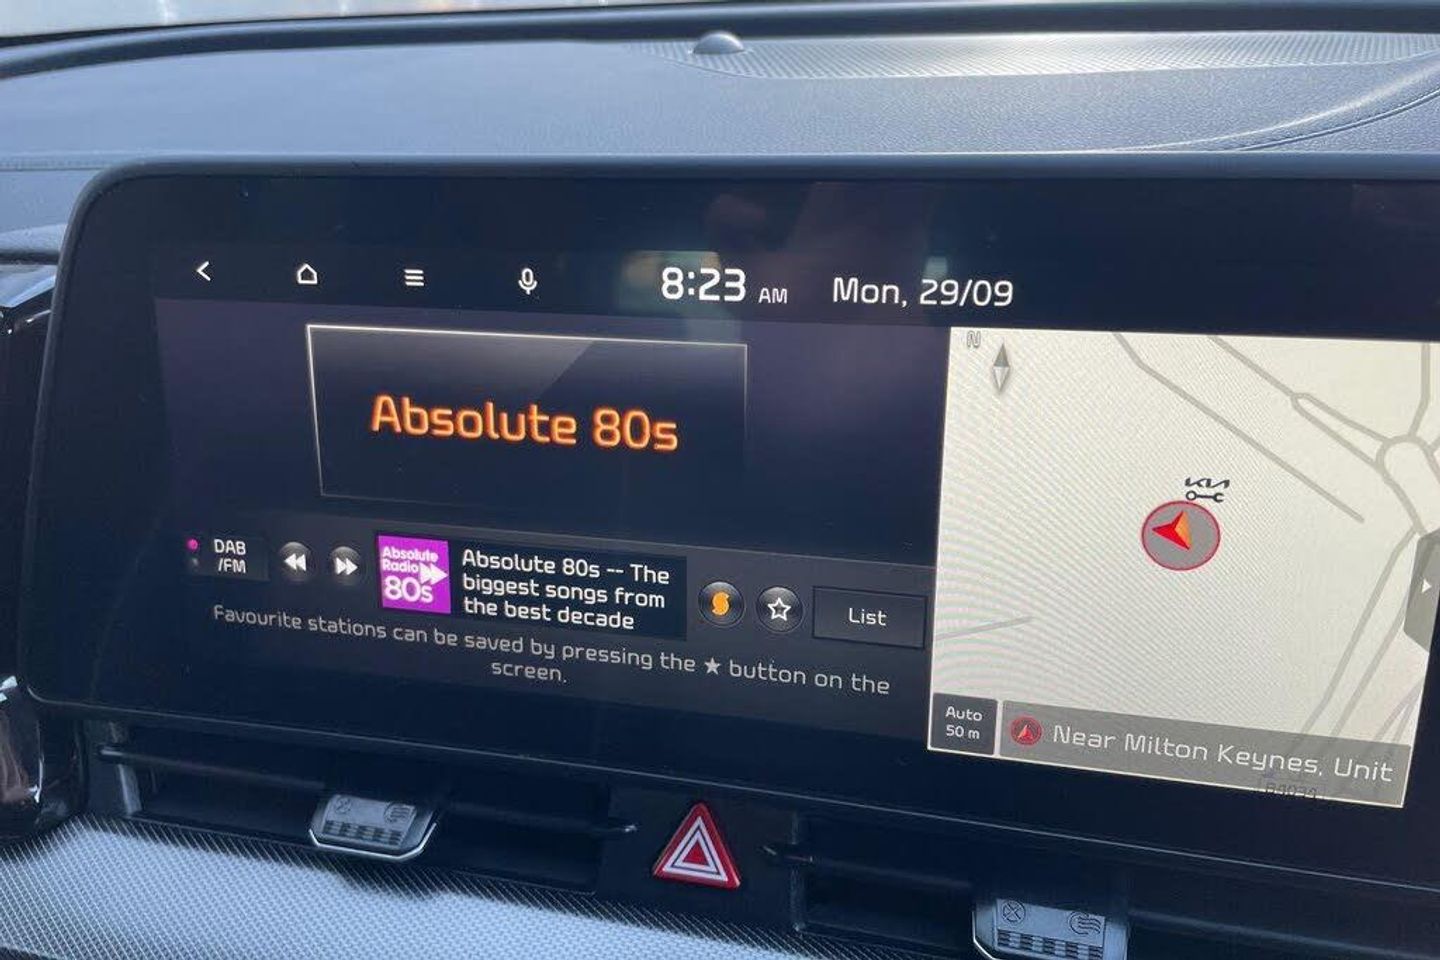 8:23 AM
Mon, 29/09
Absolute 80s
N
KIA
DAB
/FM
Absolute
Radio
80s
Absolute 80s -- The
biggest songs from
the best decade
List
Favourite stations can be saved by pressing the ★ button on the
screen.
Auto
50 m
Near Milton Keynes, Unit